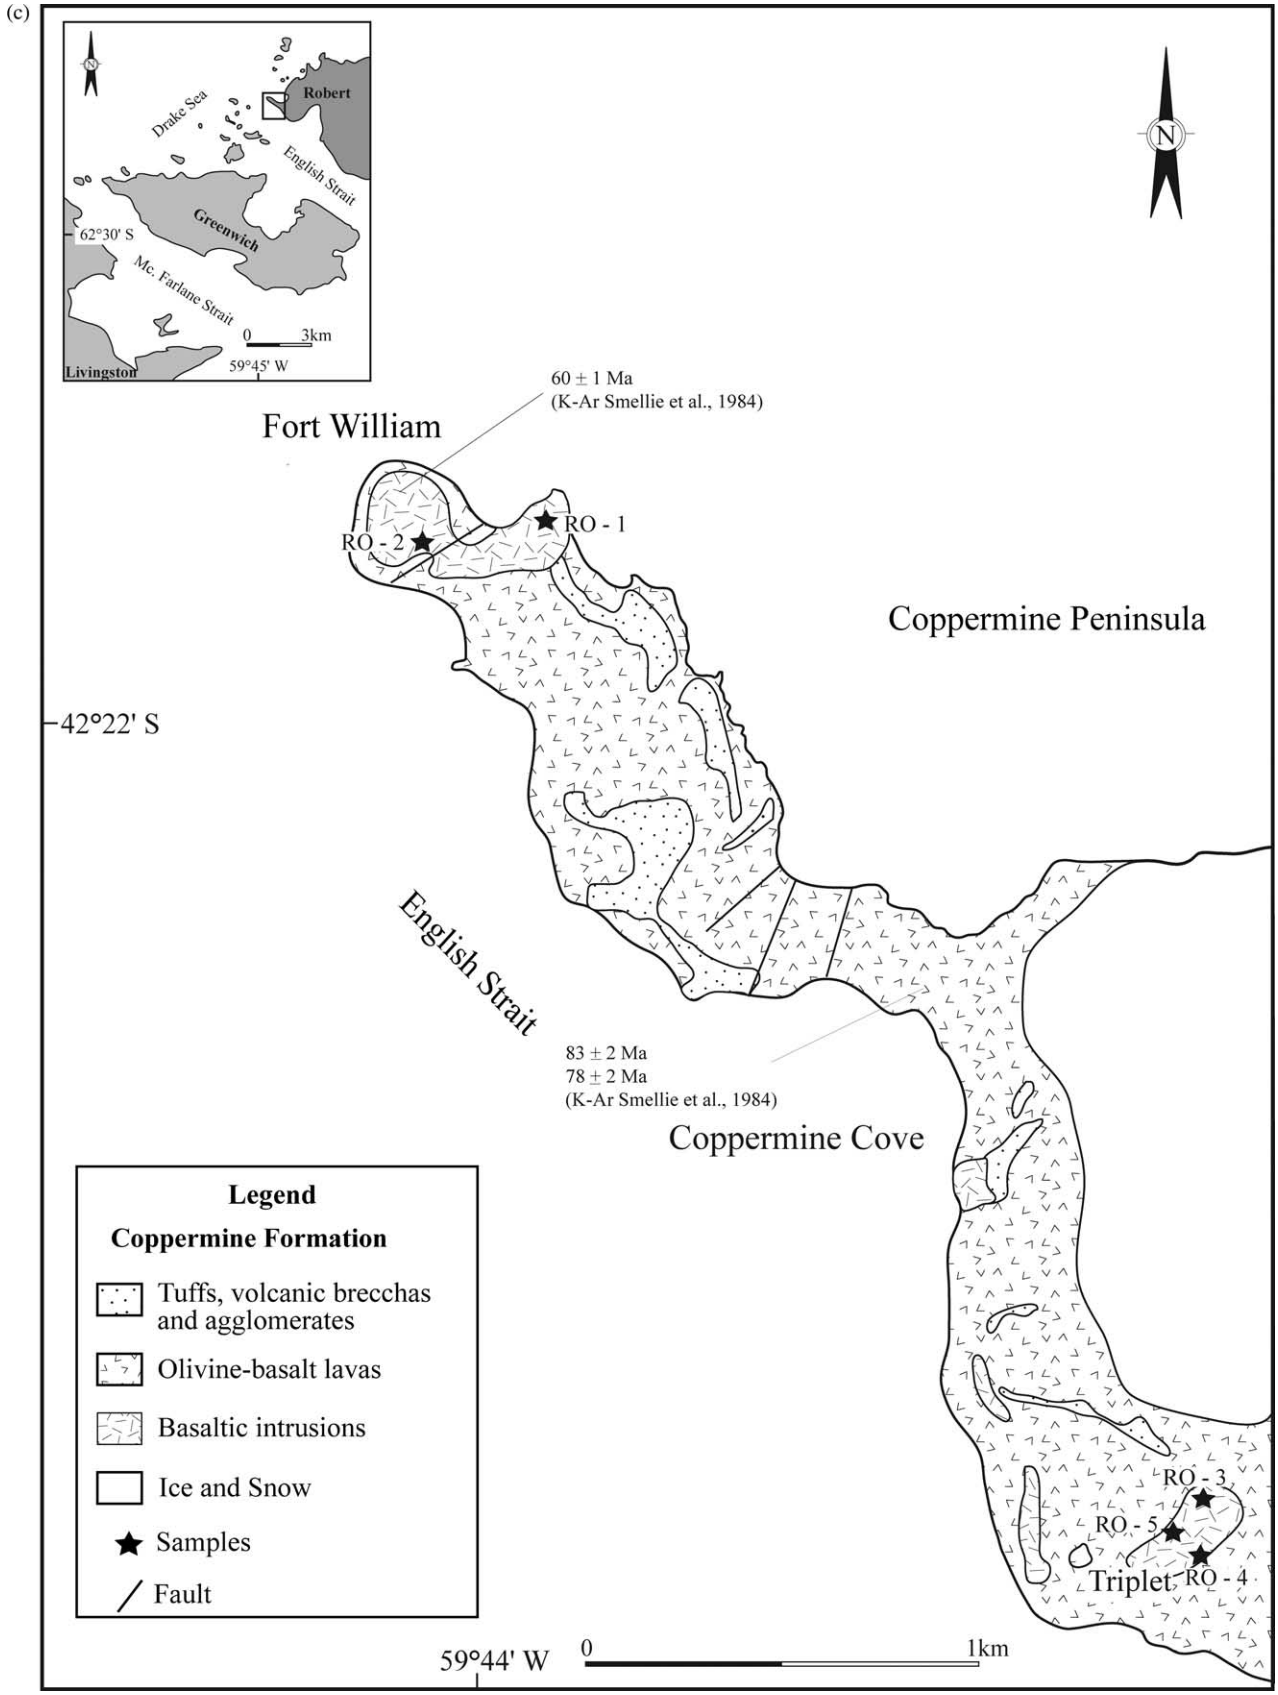 (c)
N
Robert
Drake Sea
English Strait
Greenwich
62°30' S
Mc. Farlane Strait
0 3km
59°45' W
Livingston
N
60 ± 1 Ma
(K-Ar Smellie et al., 1984)
Fort William
RO - 1
RO - 2
Coppermine Peninsula
42°22' S
English Strait
83 ± 2 Ma
78 ± 2 Ma
(K-Ar Smellie et al., 1984)
Coppermine Cove
Legend
Coppermine Formation
Tuffs, volcanic brecchas
and agglomerates
Olivine-basalt lavas
Basaltic intrusions
Ice and Snow
Samples
Fault
RO - 3
RO - 5
Triplet
RO - 4
59°44' W
0 1km